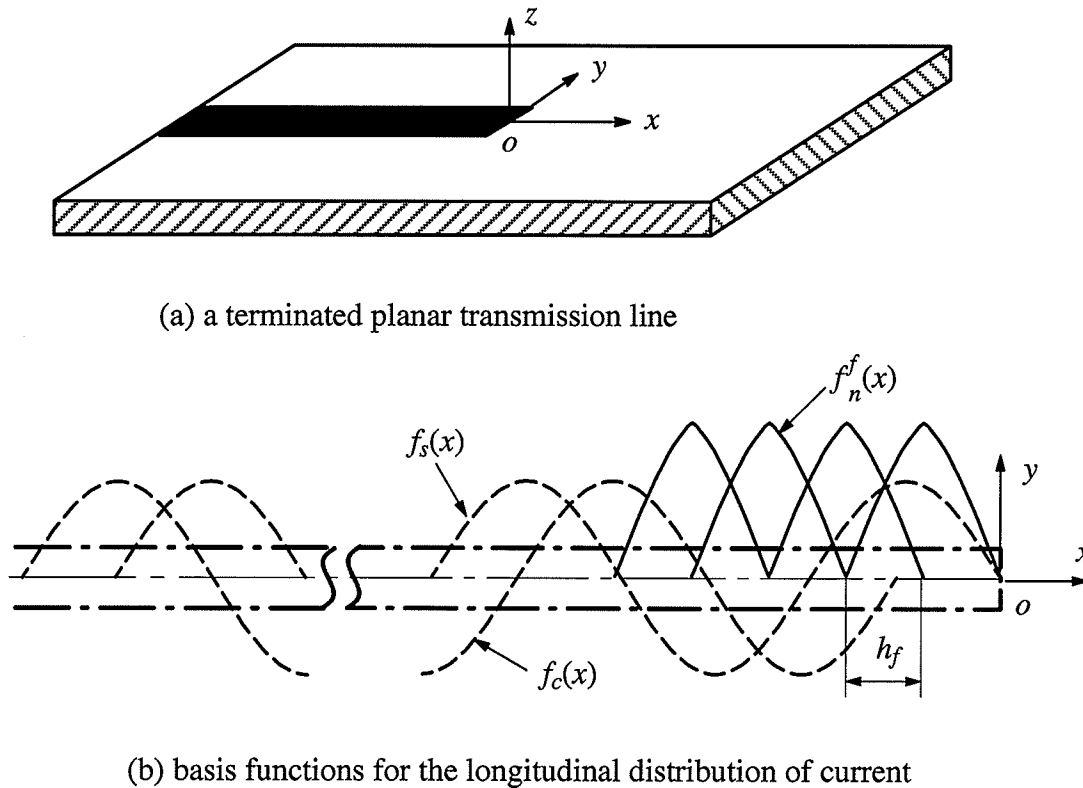 z
y
x
o
(a) a terminated planar transmission line
f_n^f(x)
f_s(x)
y
x
o
h_f
f_c(x)
(b) basis functions for the longitudinal distribution of current